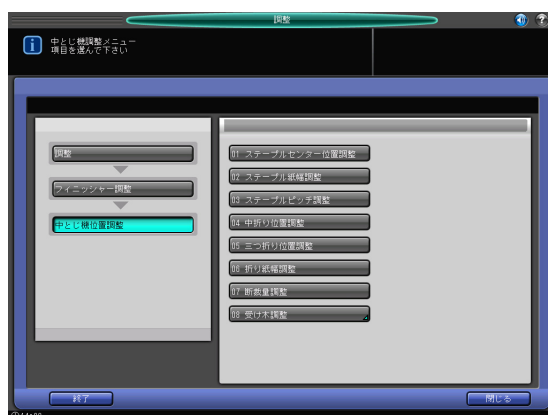 調整
中とじ機調整メニュー
項目を選んで下さい
調整
フィニッシャー調整
中とじ機位置調整
01 ステープルセンター位置調整
02 ステープル紙幅調整
03 ステープルピッチ調整
04 中折り位置調整
05 三つ折り位置調整
06 折り紙幅調整
07 断裁量調整
08 受け木調整
終了
閉じる